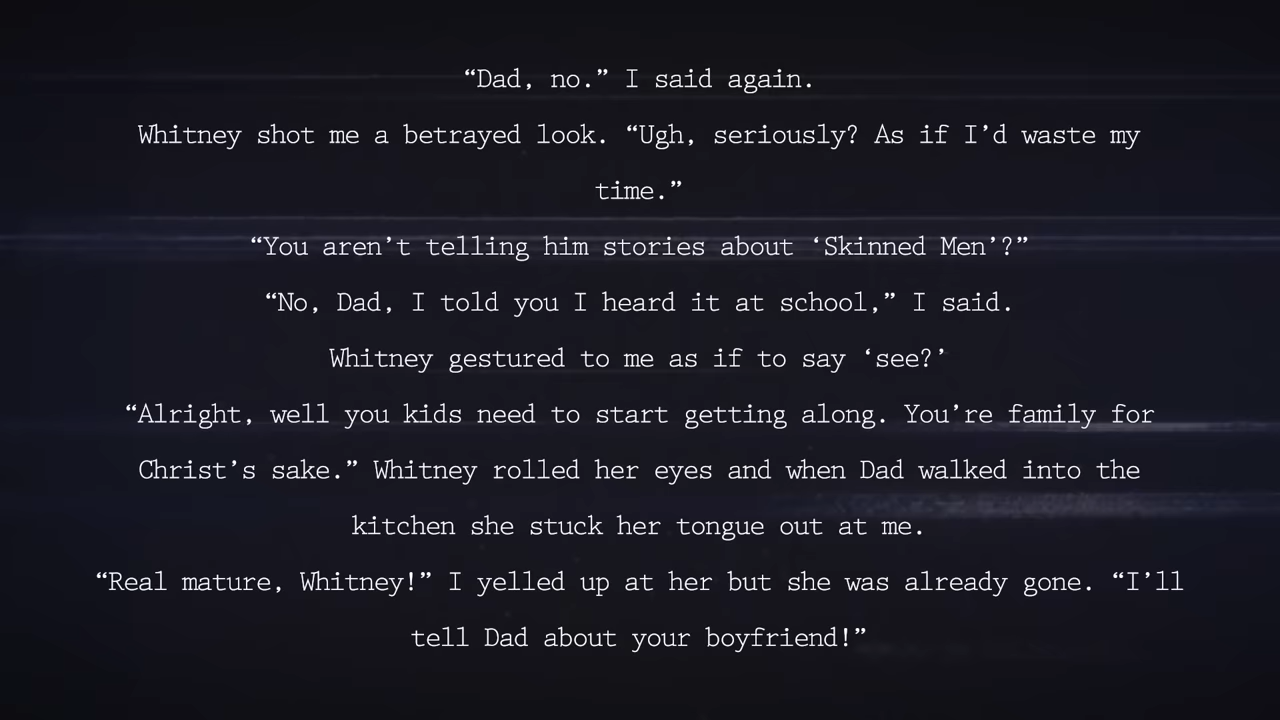 “Dad, no.” I said again.
Whitney shot me a betrayed look. “Ugh, seriously? As if I’d waste my
time.”
“You aren’t telling him stories about ‘Skinned Men’?”
“No, Dad, I told you I heard it at school,” I said.
Whitney gestured to me as if to say ‘see?’
“Alright, well you kids need to start getting along. You’re family for
Christ’s sake.” Whitney rolled her eyes and when Dad walked into the
kitchen she stuck her tongue out at me.
“Real mature, Whitney!” I yelled up at her but she was already gone. “I’ll
tell Dad about your boyfriend!”